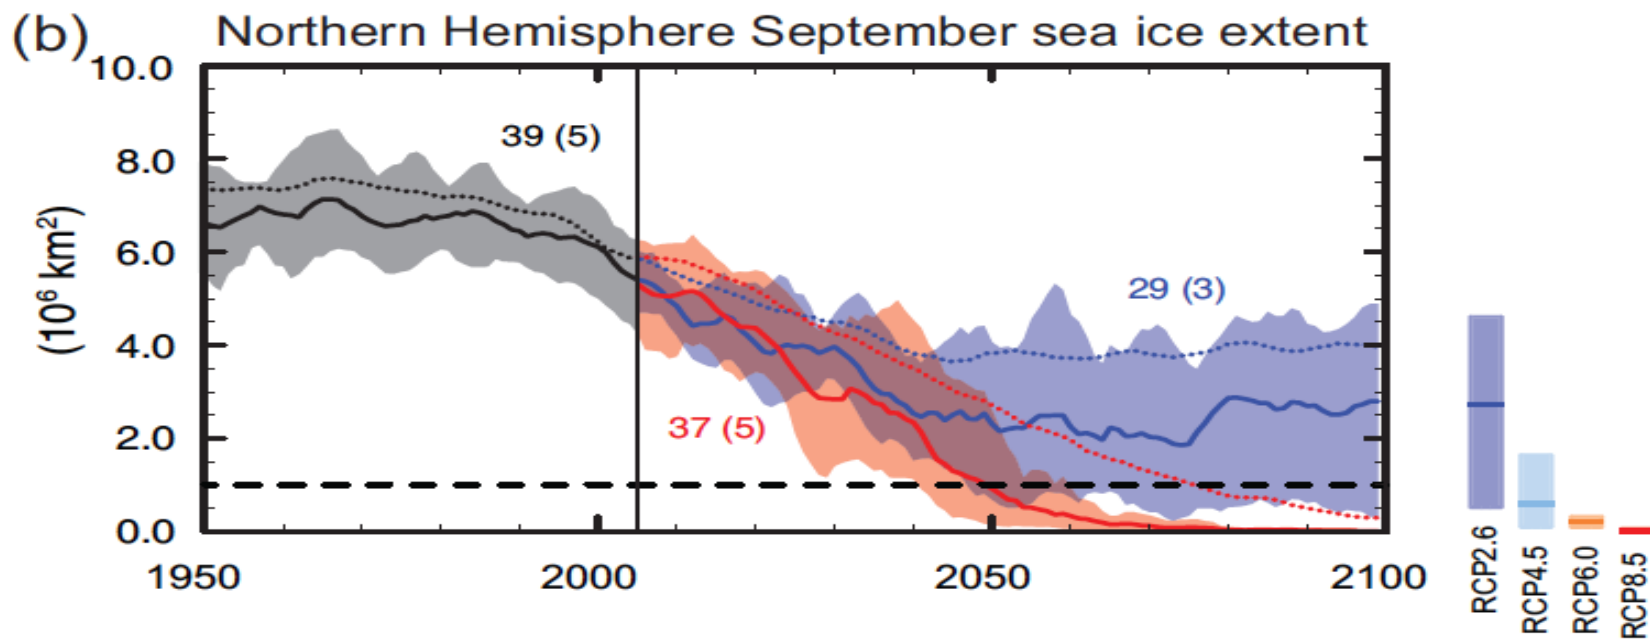 (b) Northern Hemisphere September sea ice extent
10.0
8.0
6.0
4.0
2.0
0.0
(10⁶ km²)
39 (5)
29 (3)
37 (5)
1950 2000 2050 2100
RCP2.6
RCP4.5
RCP6.0
RCP8.5